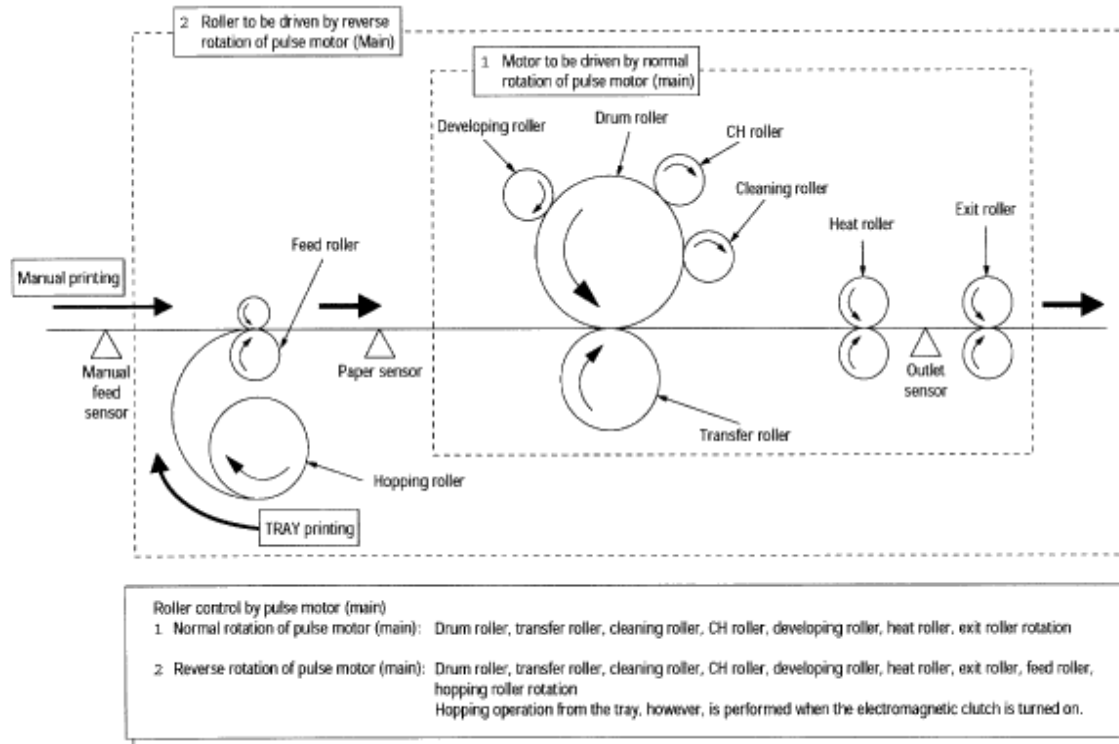 2 Roller to be driven by reverse
rotation of pulse motor (Main)
1 Motor to be driven by normal
rotation of pulse motor (main)
Developing roller
Drum roller
CH roller
Cleaning roller
Heat roller
Exit roller
Feed roller
Manual printing
Manual
feed
sensor
Paper sensor
Outlet
sensor
Transfer roller
Hopping roller
TRAY printing
Roller control by pulse motor (main)
1 Normal rotation of pulse motor (main): Drum roller, transfer roller, cleaning roller, CH roller, developing roller, heat roller, exit roller rotation
2 Reverse rotation of pulse motor (main): Drum roller, transfer roller, cleaning roller, CH roller, developing roller, heat roller, exit roller, feed roller,
hopping roller rotation
Hopping operation from the tray, however, is performed when the electromagnetic clutch is turned on.